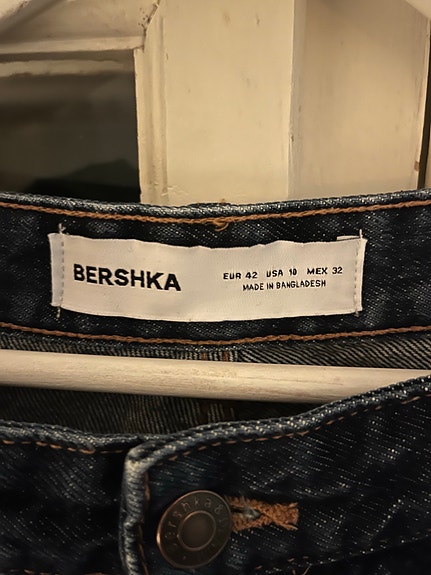 BERSHKA
EUR 42 USA 10 MEX 32
MADE IN BANGLADESH